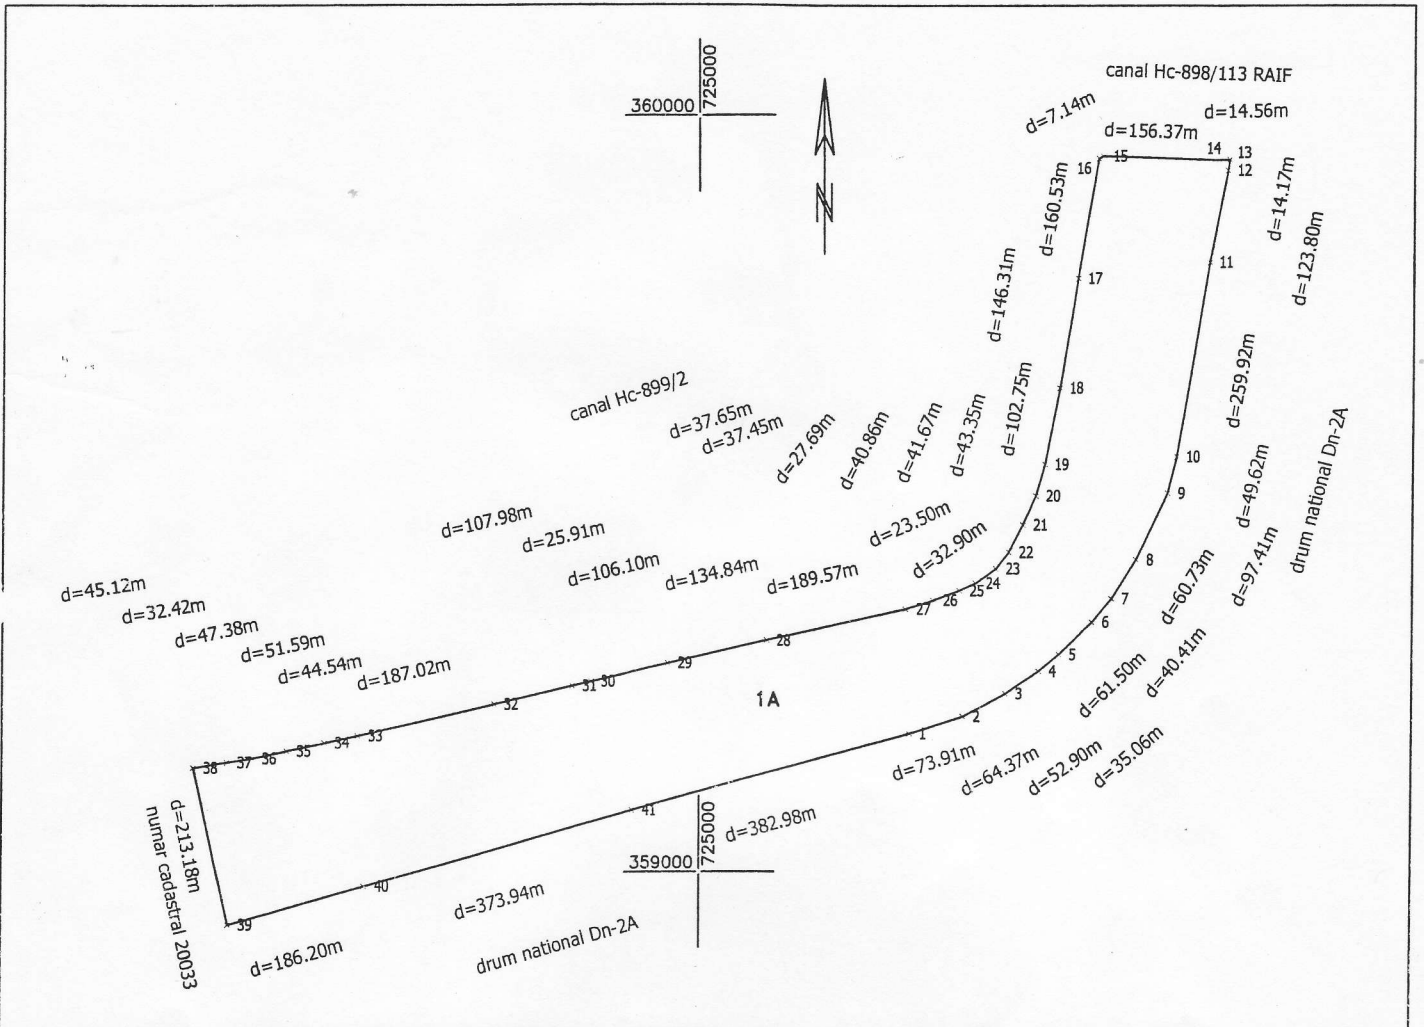 canal Hc-898/113 RAIF
360000
725000
d=7.14m
d=14.56m
d=156.37m
16
15
14
13
12
N
d=160.53m
d=14.17m
d=123.80m
11
17
d=146.31m
18
d=102.75m
d=259.92m
canal Hc-899/2
d=37.65m
d=37.45m
d=27.69m
d=40.86m
d=41.67m
d=43.35m
19
10
20
9
d=49.62m
drum national Dn-2A
d=107.98m
d=25.91m
d=106.10m
d=134.84m
d=189.57m
d=23.50m
d=32.90m
21
22
23
24
25
26
27
8
7
6
d=97.41m
d=60.73m
d=45.12m
d=32.42m
d=47.38m
d=51.59m
d=44.54m
d=187.02m
28
29
30
31
32
33
34
35
36
37
38
5
4
3
2
1
1A
d=40.41m
d=61.50m
d=35.06m
d=52.90m
d=64.37m
d=73.91m
d=213.18m
numar cadastral 20033
41
359000
725000
d=382.98m
40
39
d=373.94m
d=186.20m
drum national Dn-2A